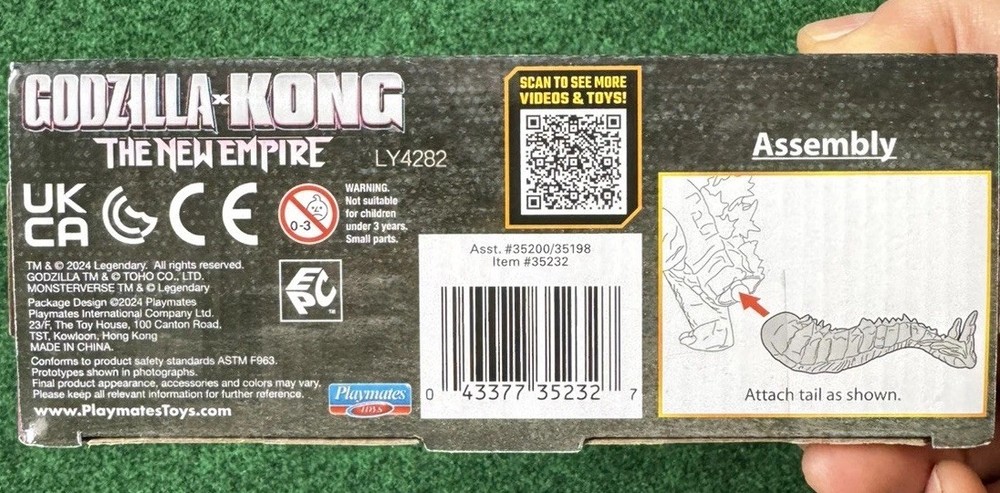 GODZILLA x KONG
THE NEW EMPIRE
LY4282
UK
CA
CE
0-3
WARNING.
Not suitable
for children
under 3 years.
Small parts.
TM & © 2024 Legendary. All rights reserved.
GODZILLA TM & © TOHO CO., LTD.
MONSTERVERSE TM & © Legendary
Package Design ©2024 Playmates
Playmates International Company Ltd.
23/F, The Toy House, 100 Canton Road,
TST, Kowloon, Hong Kong
MADE IN CHINA.
Conforms to product safety standards ASTM F963.
Prototypes shown in photographs.
Final product appearance, accessories and colors may vary.
Please keep all relevant information for further reference.
www.PlaymatesToys.com
EPC™
Playmates
TOYS
SCAN TO SEE MORE
VIDEOS & TOYS!
Asst. #35200/35198
Item #35232
0 43377 35232 7
Assembly
Attach tail as shown.